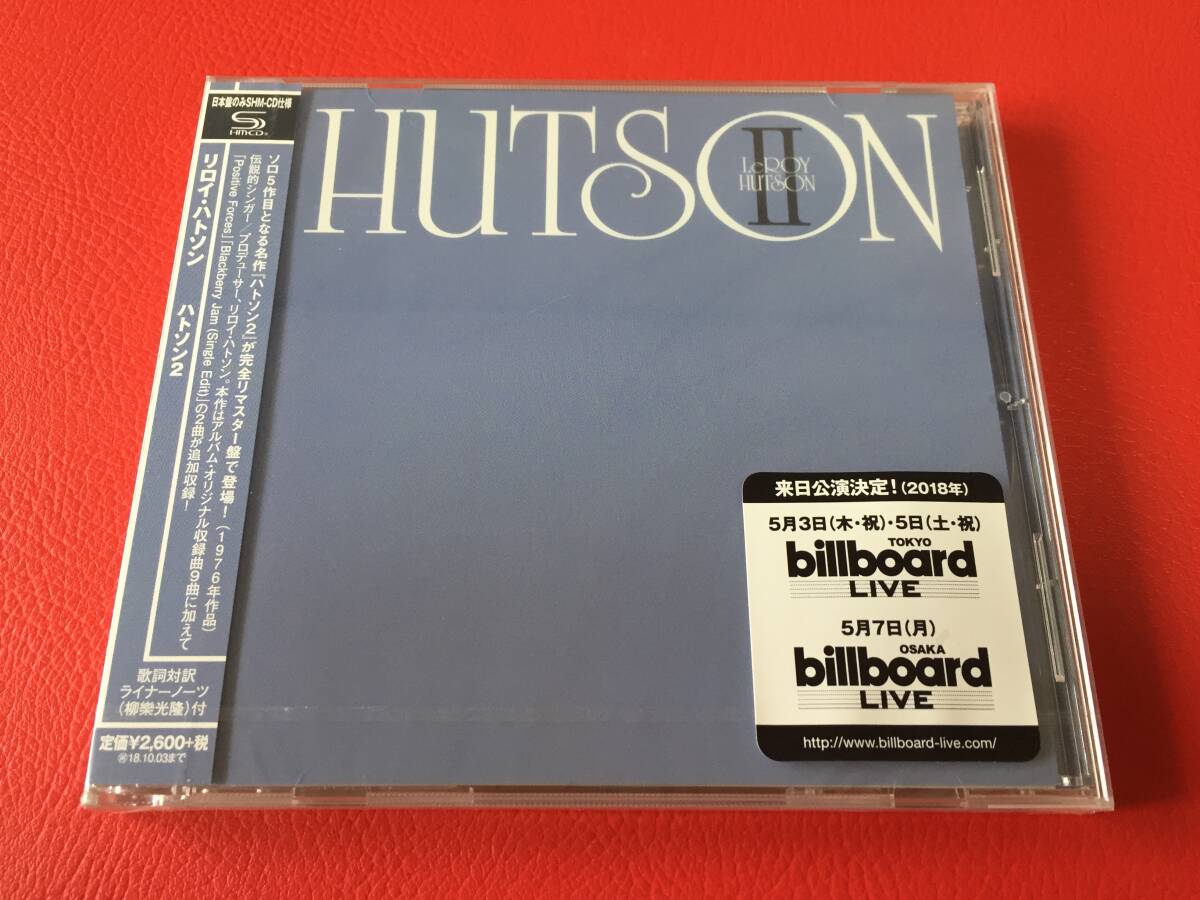 日本盤のみSHM-CD仕様
SHM-CD®
ソロ5作目となる名作『ハトソン2』が完全リマスター盤で登場！（1976年作品）
伝説的シンガー／プロデューサー、リロイ・ハトソン。本作はアルバム・オリジナル収録曲9曲に加えて
「Positive Forces」「Blackberry Jam (Single Edit)」の2曲が追加収録！
リロイ・ハトソン ハトソン2
歌詞対訳
ライナーノーツ
（柳樂光隆）付
定価¥2,600+税
㊙18.10.03まで
HUTSON
II
LeROY
HUTSON
来日公演決定！（2018年）
5月3日（木・祝）・5日（土・祝）
TOKYO
billboard
LIVE
5月7日（月）
OSAKA
billboard
LIVE
http://www.billboard-live.com/